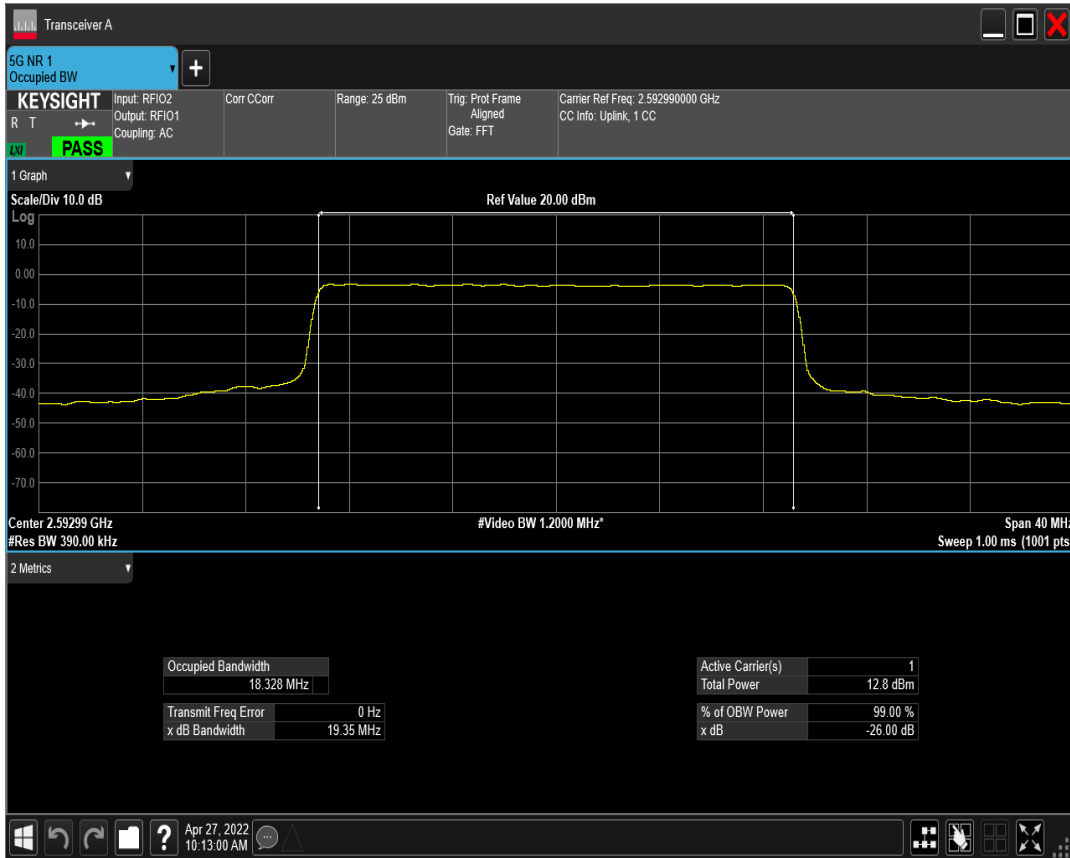 Transceiver A
5G NR 1
Occupied BW
+
KEYSIGHT
R T
LXI
PASS
Input: RFIO2
Output: RFIO1
Coupling: AC
Corr CCorr
Range: 25 dBm
Trig: Prot Frame
Aligned
Gate: FFT
Carrier Ref Freq: 2.592990000 GHz
CC Info: Uplink, 1 CC
1 Graph
Scale/Div 10.0 dB
Ref Value 20.00 dBm
Log
10.0
0.00
-10.0
-20.0
-30.0
-40.0
-50.0
-60.0
-70.0
Center 2.59299 GHz
#Video BW 1.2000 MHz*
Span 40 MHz
#Res BW 390.00 kHz
Sweep 1.00 ms (1001 pts
2 Metrics
Occupied Bandwidth
18.328 MHz
Transmit Freq Error 0 Hz
x dB Bandwidth 19.35 MHz
Active Carrier(s) 1
Total Power 12.8 dBm
% of OBW Power 99.00 %
x dB -26.00 dB
?
Apr 27, 2022
10:13:00 AM